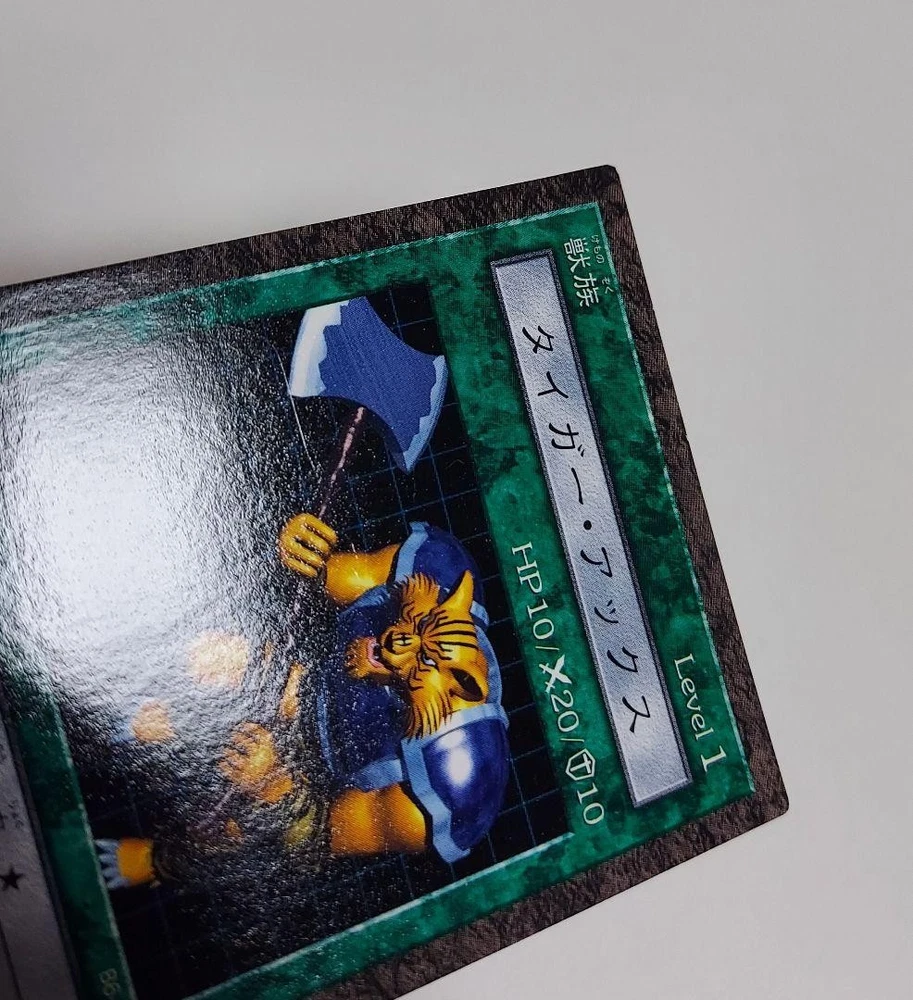 けもの ぞく
獣族
Level 1
タイガー・アックス
HP10/20/10
★